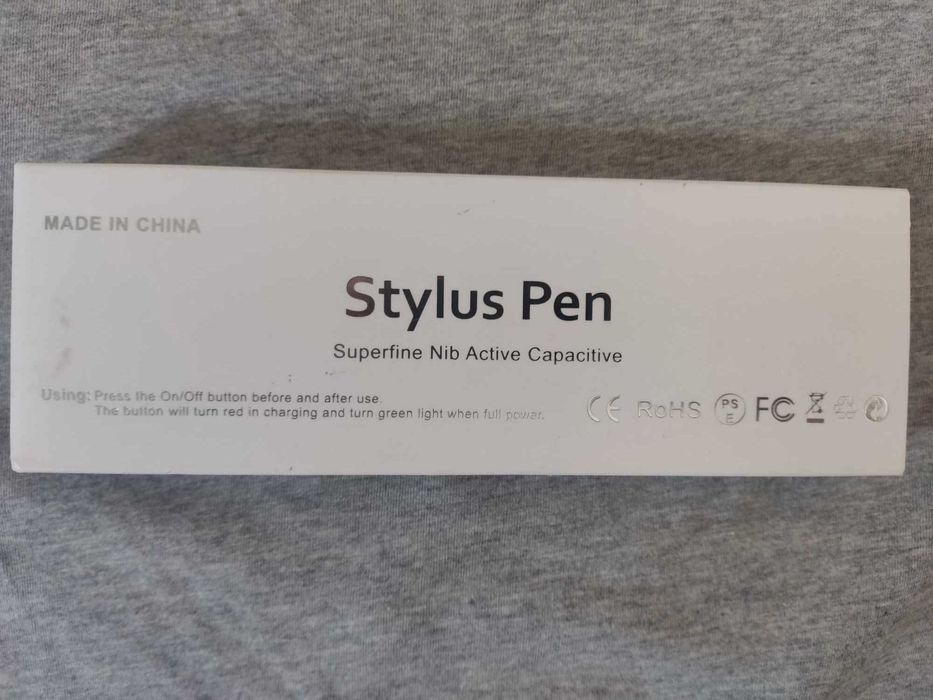 MADE IN CHINA
Stylus Pen
Superfine Nib Active Capacitive
Using: Press the On/Off button before and after use.
The button will turn red in charging and turn green light when full power.
CE RoHS PS E FC